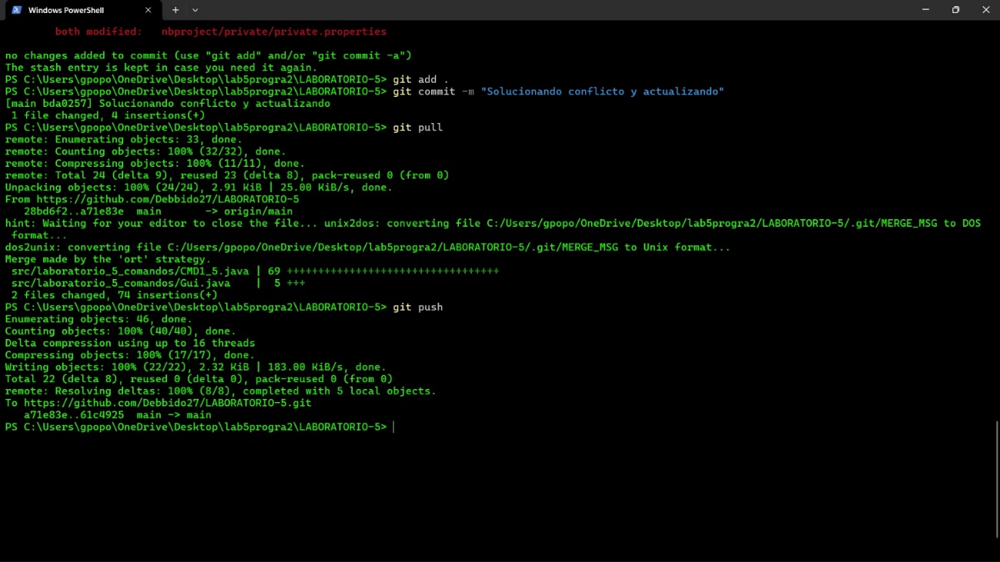 Windows PowerShell
both modified:   nbproject/private/private.properties
no changes added to commit (use "git add" and/or "git commit -a")
The stash entry is kept in case you need it again.
PS C:\Users\gpopo\OneDrive\Desktop\lab5progra2\LABORATORIO-5> git add .
PS C:\Users\gpopo\OneDrive\Desktop\lab5progra2\LABORATORIO-5> git commit -m "Solucionando conflicto y actualizando"
[main bda0257] Solucionando conflicto y actualizando
 1 file changed, 4 insertions(+)
PS C:\Users\gpopo\OneDrive\Desktop\lab5progra2\LABORATORIO-5> git pull
remote: Enumerating objects: 33, done.
remote: Counting objects: 100% (32/32), done.
remote: Compressing objects: 100% (11/11), done.
remote: Total 24 (delta 9), reused 23 (delta 8), pack-reused 0 (from 0)
Unpacking objects: 100% (24/24), 2.91 KiB | 25.00 KiB/s, done.
From https://github.com/Debbido27/LABORATORIO-5
   28bd6f2..a71e83e  main       -> origin/main
hint: Waiting for your editor to close the file... unix2dos: converting file C:/Users/gpopo/OneDrive/Desktop/lab5progra2/LABORATORIO-5/.git/MERGE_MSG to DOS
 format...
dos2unix: converting file C:/Users/gpopo/OneDrive/Desktop/lab5progra2/LABORATORIO-5/.git/MERGE_MSG to Unix format...
Merge made by the 'ort' strategy.
 src/laboratorio_5_comandos/CMD1_5.java | 69 ++++++++++++++++++++++++++++++++++
 src/laboratorio_5_comandos/Gui.java    |  5 +++
 2 files changed, 74 insertions(+)
PS C:\Users\gpopo\OneDrive\Desktop\lab5progra2\LABORATORIO-5> git push
Enumerating objects: 46, done.
Counting objects: 100% (40/40), done.
Delta compression using up to 16 threads
Compressing objects: 100% (17/17), done.
Writing objects: 100% (22/22), 2.32 KiB | 183.00 KiB/s, done.
Total 22 (delta 8), reused 0 (delta 0), pack-reused 0 (from 0)
remote: Resolving deltas: 100% (8/8), completed with 5 local objects.
To https://github.com/Debbido27/LABORATORIO-5.git
   a71e83e..61c4925  main -> main
PS C:\Users\gpopo\OneDrive\Desktop\lab5progra2\LABORATORIO-5>